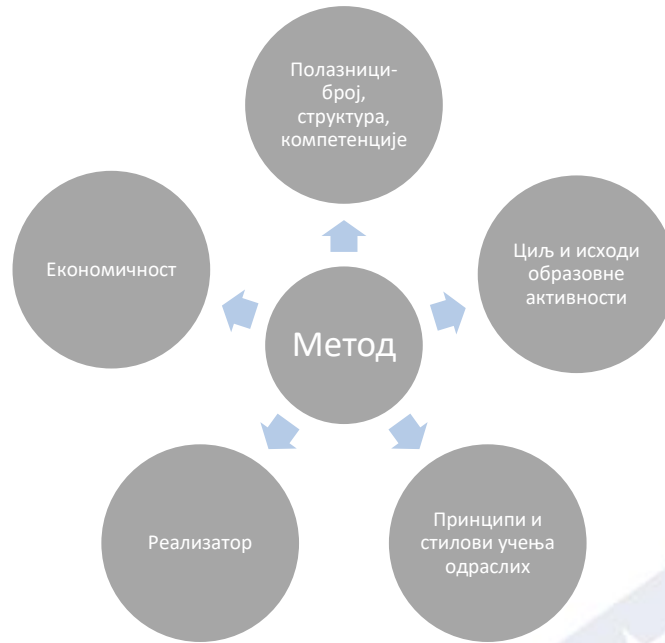 Полазници-
број,
структура,
компетенције
Циљ и исходи
образовне
активности
Принципи и
стилови учења
одраслих
Реализатор
Економичност
Метод